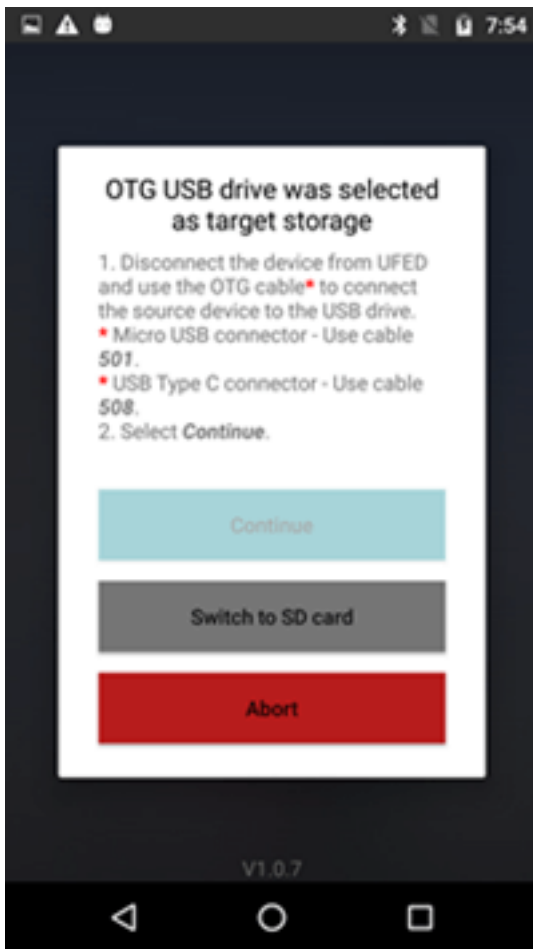 7:54
OTG USB drive was selected
as target storage
1. Disconnect the device from UFED
and use the OTG cable* to connect
the source device to the USB drive.
* Micro USB connector - Use cable
501.
* USB Type C connector - Use cable
508.
2. Select Continue.
Continue
Switch to SD card
Abort
V1.0.7